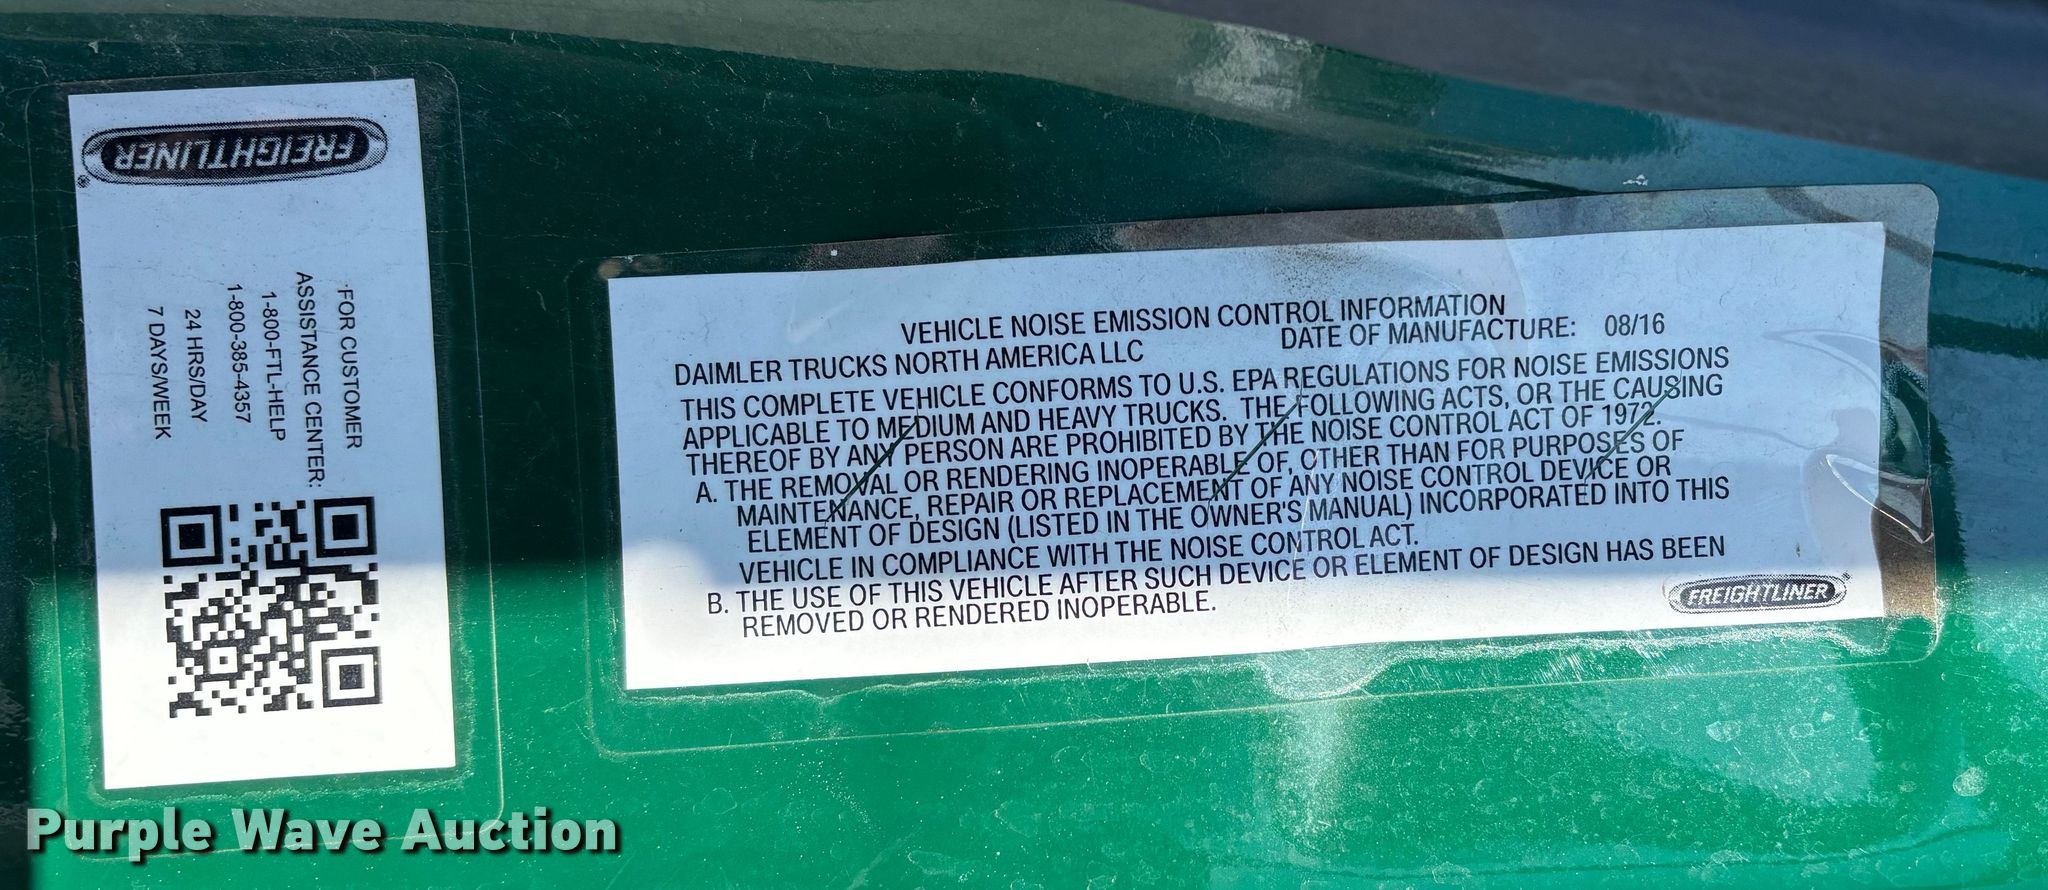 FREIGHTLINER®
FOR CUSTOMER
ASSISTANCE CENTER:
1-800-FTL-HELP
1-800-385-4357
24 HRS/DAY
7 DAYS/WEEK
VEHICLE NOISE EMISSION CONTROL INFORMATION
DAIMLER TRUCKS NORTH AMERICA LLC DATE OF MANUFACTURE: 08/16
THIS COMPLETE VEHICLE CONFORMS TO U.S. EPA REGULATIONS FOR NOISE EMISSIONS
APPLICABLE TO MEDIUM AND HEAVY TRUCKS. THE FOLLOWING ACTS, OR THE CAUSING
THEREOF BY ANY PERSON ARE PROHIBITED BY THE NOISE CONTROL ACT OF 1972.
A. THE REMOVAL OR RENDERING INOPERABLE OF, OTHER THAN FOR PURPOSES OF
MAINTENANCE, REPAIR OR REPLACEMENT OF ANY NOISE CONTROL DEVICE OR
ELEMENT OF DESIGN (LISTED IN THE OWNER'S MANUAL) INCORPORATED INTO THIS
VEHICLE IN COMPLIANCE WITH THE NOISE CONTROL ACT.
B. THE USE OF THIS VEHICLE AFTER SUCH DEVICE OR ELEMENT OF DESIGN HAS BEEN
REMOVED OR RENDERED INOPERABLE.
FREIGHTLINER®
Purple Wave Auction